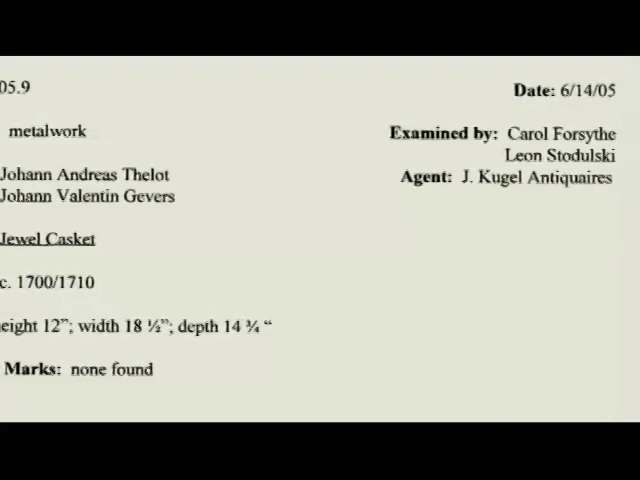 05.9
Date: 6/14/05
metalwork
Examined by: Carol Forsythe
Leon Stodulski
Johann Andreas Thelot
Agent: J. Kugel Antiquaires
Johann Valentin Gevers
Jewel Casket
c. 1700/1710
eight 12”; width 18 ½”; depth 14 ¾ “
Marks: none found